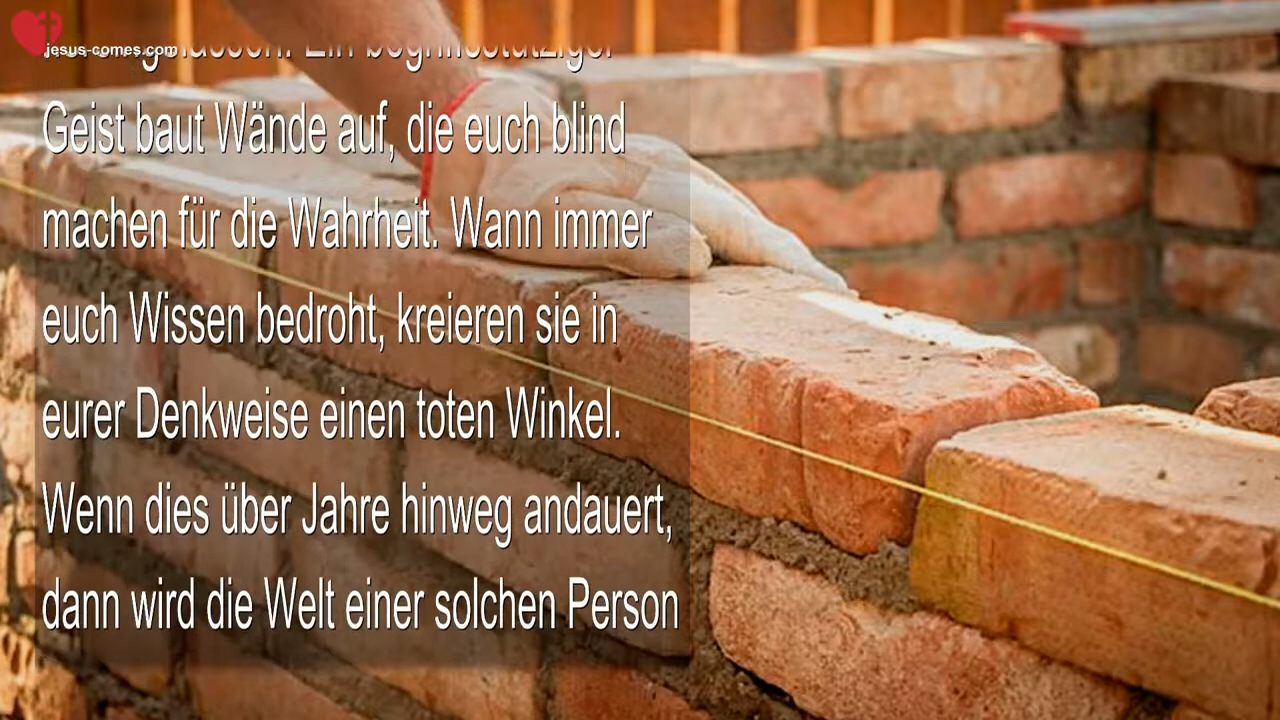 jesus-comes.com
Ein begriffsstutziger
Geist baut Wände auf, die euch blind
machen für die Wahrheit. Wann immer
euch Wissen bedroht, kreieren sie in
eurer Denkweise einen toten Winkel.
Wenn dies über Jahre hinweg andauert,
dann wird die Welt einer solchen Person